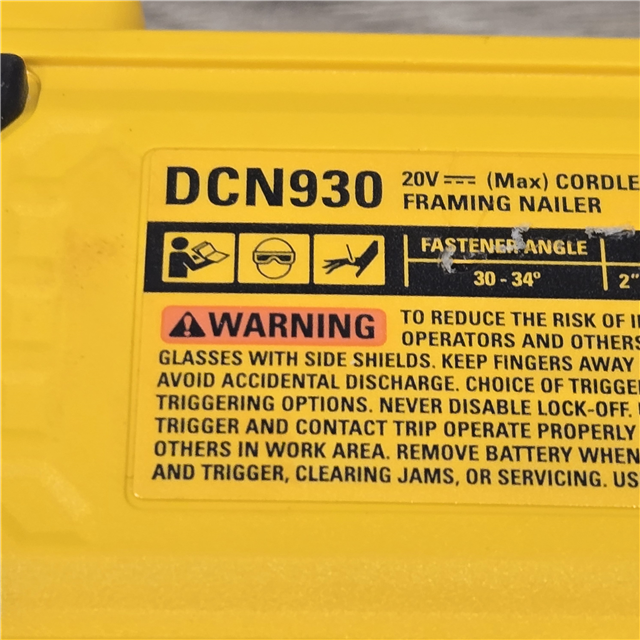 DCN930
20V (Max) CORDLE
FRAMING NAILER
FASTENER ANGLE
30 - 34°
2"
WARNING
TO REDUCE THE RISK OF I
OPERATORS AND OTHERS
GLASSES WITH SIDE SHIELDS. KEEP FINGERS AWAY
AVOID ACCIDENTAL DISCHARGE. CHOICE OF TRIGGE
TRIGGERING OPTIONS. NEVER DISABLE LOCK-OFF.
TRIGGER AND CONTACT TRIP OPERATE PROPERLY
OTHERS IN WORK AREA. REMOVE BATTERY WHEN
AND TRIGGER, CLEARING JAMS, OR SERVICING. US